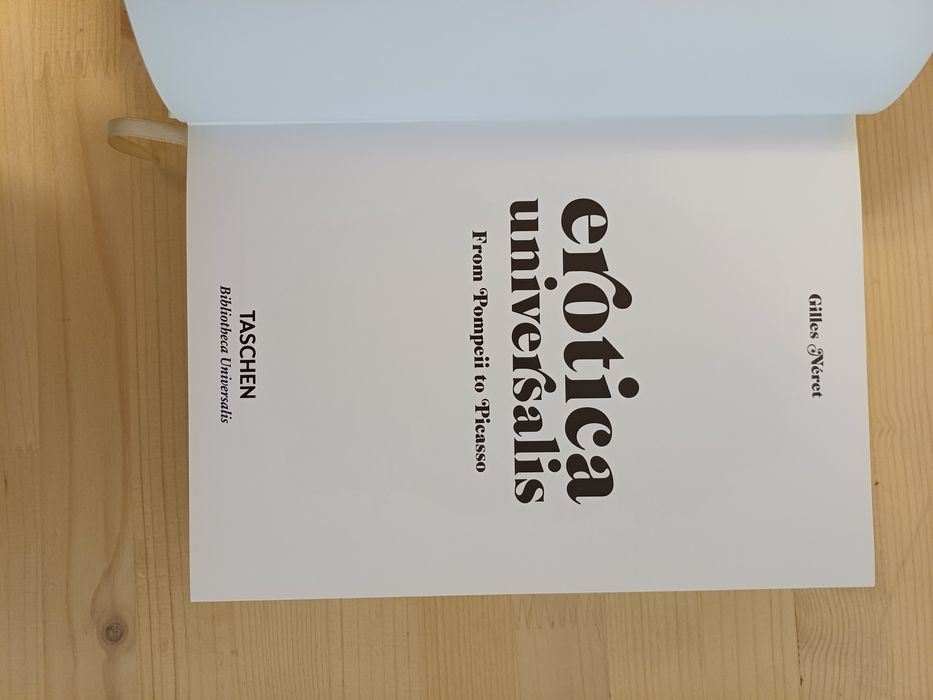 Gilles Néret
erotica
universalis
From Pompeii to Picasso
TASCHEN
Bibliotheca Universalis